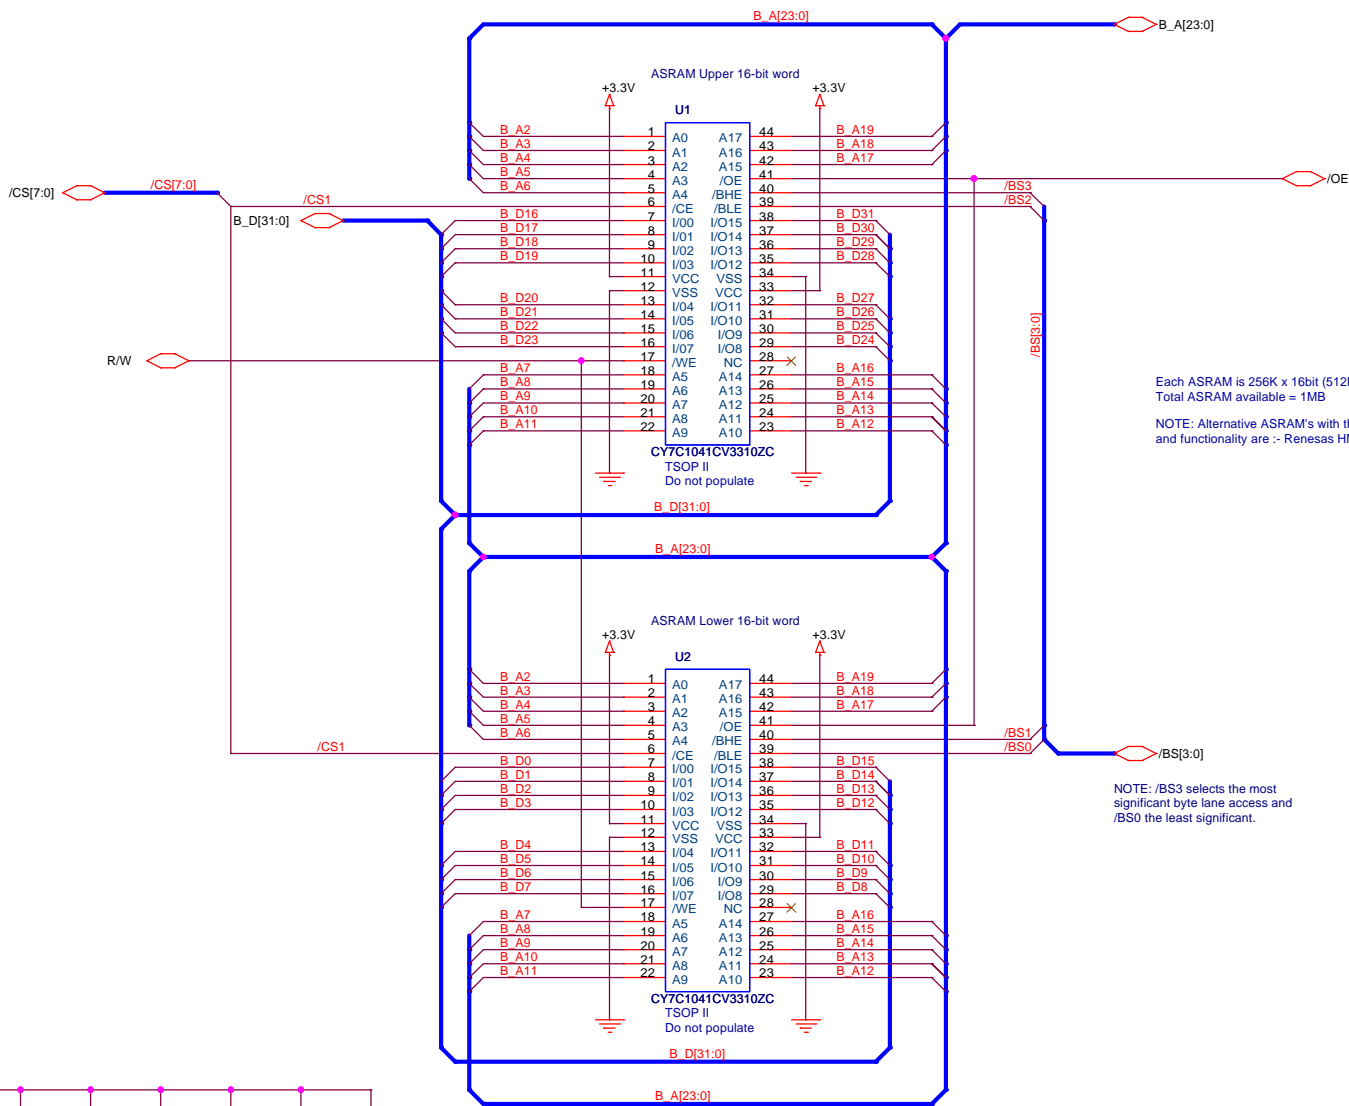 B_A[23:0]
B_A[23:0]
ASRAM Upper 16-bit word
+3.3V
+3.3V
U1
B_A2 1 A0 A17 44 B_A19
B_A3 2 A1 A16 43 B_A18
B_A4 3 A2 A15 42 B_A17
B_A5 4 A3 /OE 41 /OE
B_A6 5 A4 /BHE 40 /BS3
/CS[7:0] /CS[7:0]
/CS1 6 /CE /BLE 39 /BS2
B_D[31:0]
B_D16 7 I/00 I/O15 38 B_D31
B_D17 8 I/01 I/O14 37 B_D30
B_D18 9 I/02 I/O13 36 B_D29
B_D19 10 I/03 I/O12 35 B_D28
11 VCC VSS 34
12 VSS VCC 33
B_D20 13 I/04 I/O11 32 B_D27
B_D21 14 I/05 I/O10 31 B_D26
B_D22 15 I/06 I/O9 30 B_D25
B_D23 16 I/07 I/O8 29 B_D24
/BS[3:0]
R/W 17 /WE NC 28
B_A7 18 A5 A14 27 B_A16
B_A8 19 A6 A13 26 B_A15
B_A9 20 A7 A12 25 B_A14
B_A10 21 A8 A11 24 B_A13
B_A11 22 A9 A10 23 B_A12
CY7C1041CV3310ZC
TSOP II
Do not populate
Each ASRAM is 256K x 16bit
Total ASRAM available = 1MB
NOTE: Alternative ASRAM's with
and functionality are :- Renesas
B_D[31:0]
B_A[23:0]
ASRAM Lower 16-bit word
+3.3V
+3.3V
U2
B_A2 1 A0 A17 44 B_A19
B_A3 2 A1 A16 43 B_A18
B_A4 3 A2 A15 42 B_A17
B_A5 4 A3 /OE 41
B_A6 5 A4 /BHE 40 /BS1
/CS1 6 /CE /BLE 39 /BS0
/BS[3:0]
B_D0 7 I/00 I/O15 38 B_D15
B_D1 8 I/01 I/O14 37 B_D14
B_D2 9 I/02 I/O13 36 B_D13
B_D3 10 I/03 I/O12 35 B_D12
11 VCC VSS 34
12 VSS VCC 33
B_D4 13 I/04 I/O11 32 B_D11
B_D5 14 I/05 I/O10 31 B_D10
B_D6 15 I/06 I/O9 30 B_D9
B_D7 16 I/07 I/O8 29 B_D8
17 /WE NC 28
B_A7 18 A5 A14 27 B_A16
B_A8 19 A6 A13 26 B_A15
B_A9 20 A7 A12 25 B_A14
B_A10 21 A8 A11 24 B_A13
B_A11 22 A9 A10 23 B_A12
CY7C1041CV3310ZC
TSOP II
Do not populate
NOTE: /BS3 selects the most
significant byte lane access and
/BS0 the least significant.
B_D[31:0]
B_A[23:0]